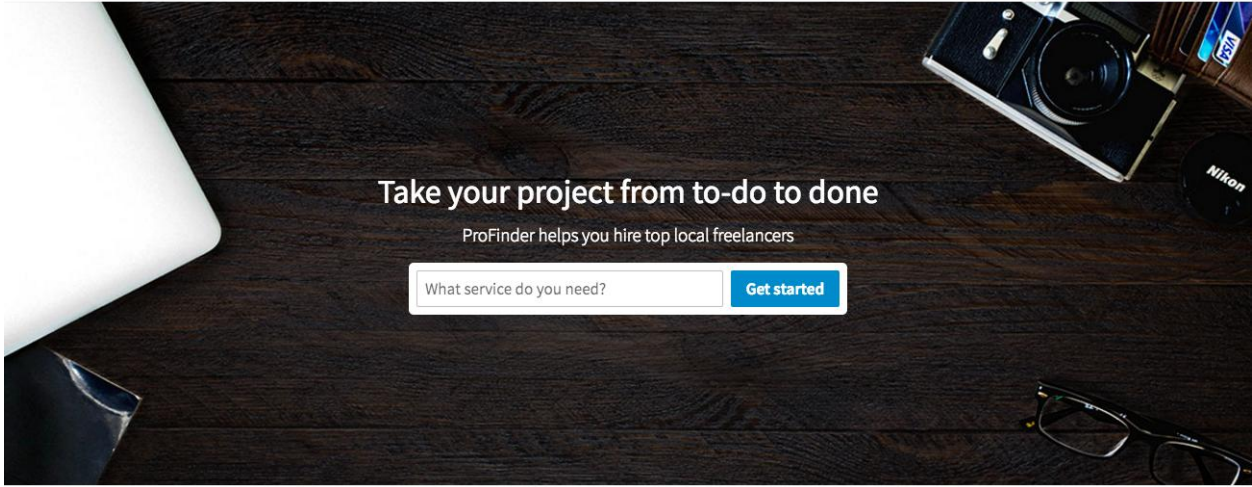 VISA
Nikon
Take your project from to-do to done
ProFinder helps you hire top local freelancers
What service do you need?
Get started